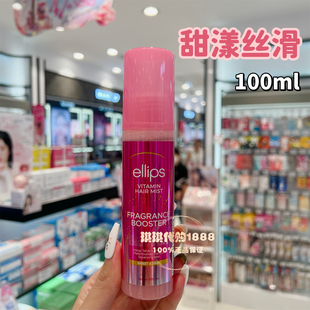 甜漾丝滑
100ml
ellips
VITAMIN
HAIR MIST
FRAGRANCE
BOOSTER
琪琪代购1888
100%正品保证